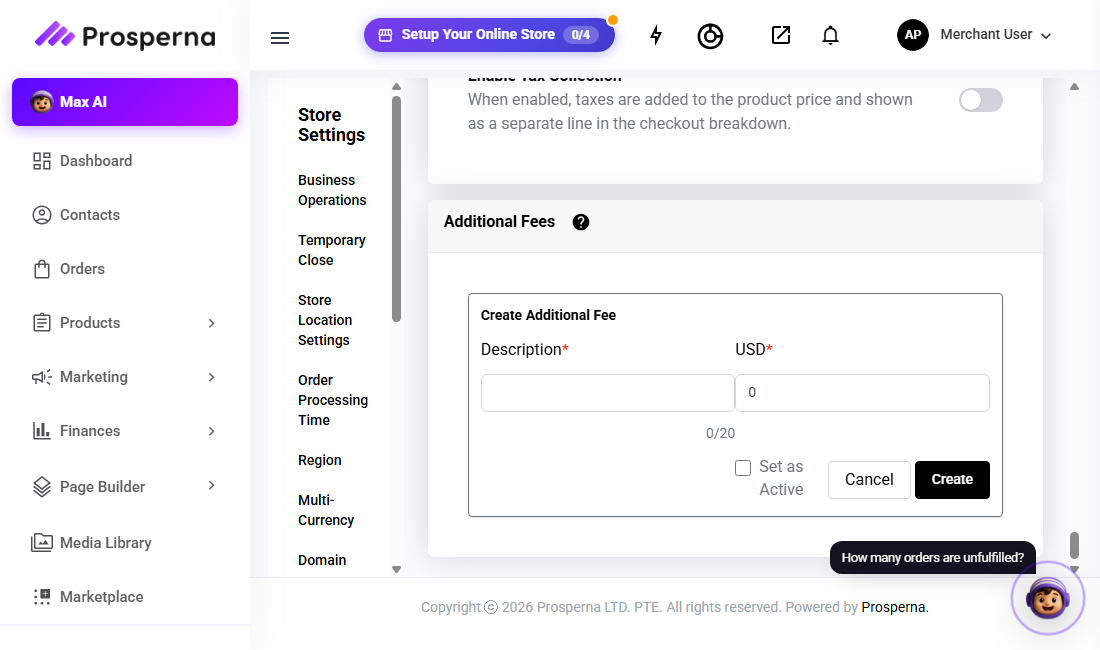 Prosperna
Setup Your Online Store 0/4
AP Merchant User
Max AI
Dashboard
Contacts
Orders
Products
Marketing
Finances
Page Builder
Media Library
Marketplace
Store
Settings
Business
Operations
Temporary
Close
Store
Location
Settings
Order
Processing
Time
Region
Multi-
Currency
Domain
Enable Tax Collection
When enabled, taxes are added to the product price and shown
as a separate line in the checkout breakdown.
Additional Fees ?
Create Additional Fee
Description* USD*
0
0/20
Set as
Active
Cancel Create
How many orders are unfulfilled?
Copyright © 2026 Prosperna LTD. PTE. All rights reserved. Powered by Prosperna.